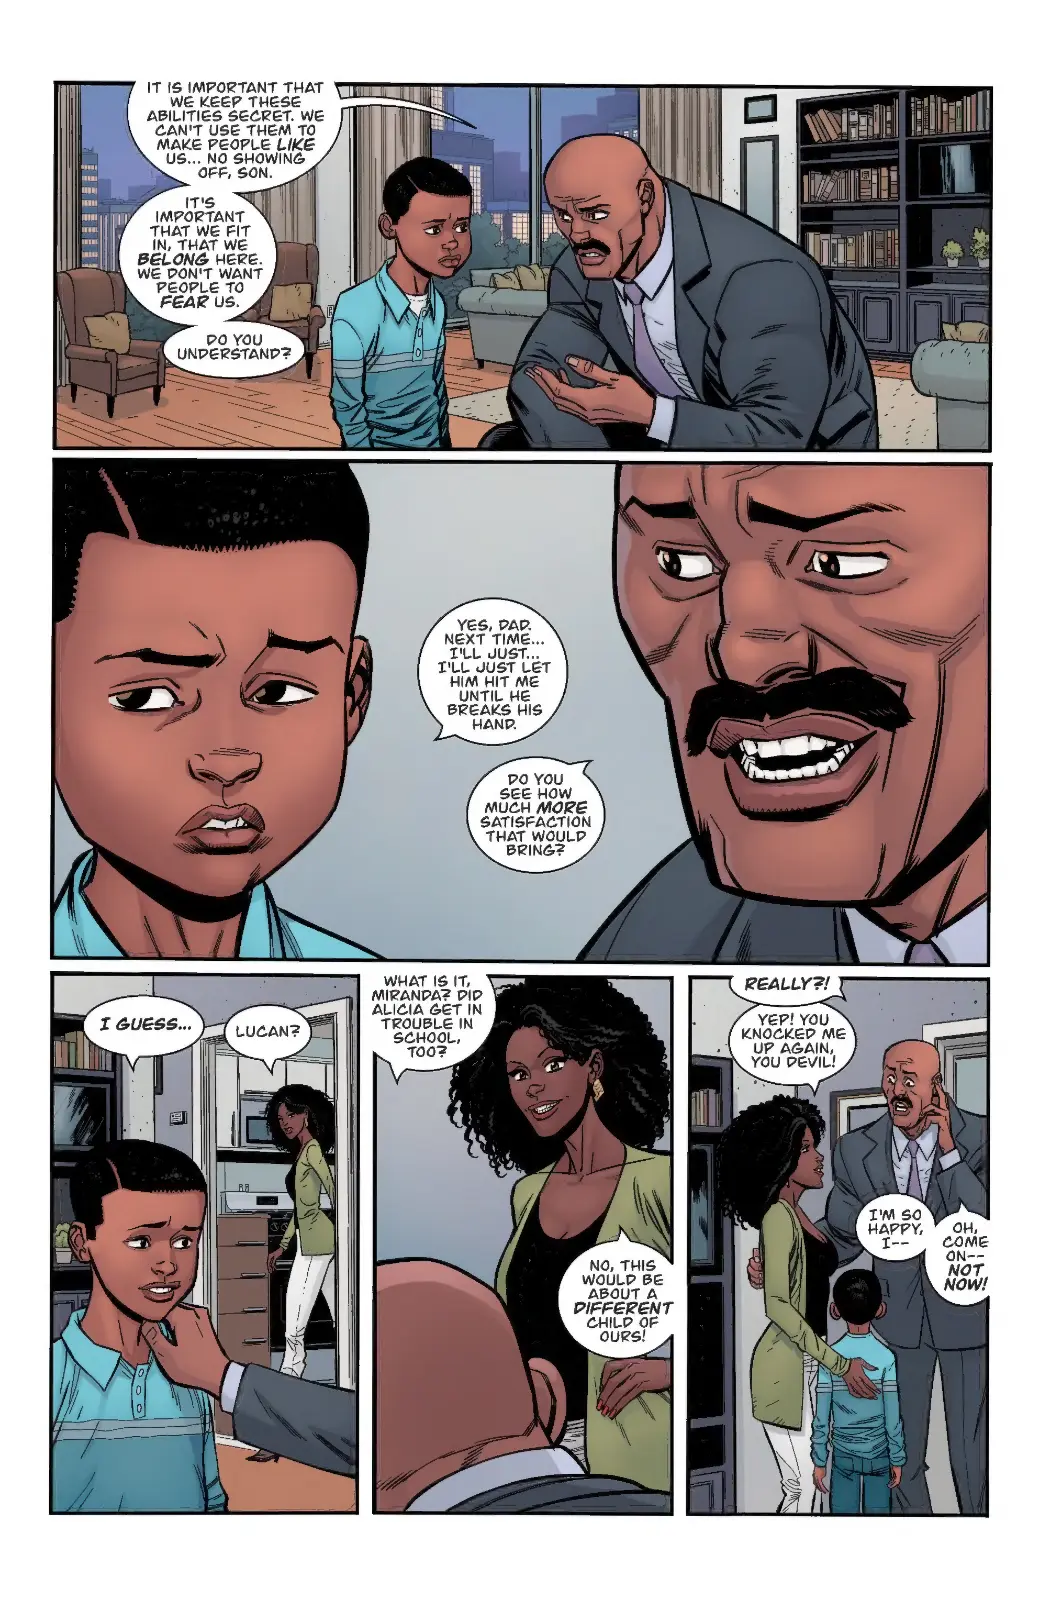 IT IS IMPORTANT THAT
WE KEEP THESE
ABILITIES SECRET. WE
CAN'T USE THEM TO
MAKE PEOPLE LIKE
US... NO SHOWING
OFF, SON.
IT'S
IMPORTANT
THAT WE FIT
IN, THAT WE
BELONG HERE.
WE DON'T WANT
PEOPLE TO
FEAR US.
DO YOU
UNDERSTAND?
YES, DAD.
NEXT TIME...
I'LL JUST...
I'LL JUST LET
HIM HIT ME
UNTIL HE
BREAKS HIS
HAND.
DO YOU
SEE HOW
MUCH MORE
SATISFACTION
THAT WOULD
BRING?
I GUESS...
LUCAN?
WHAT IS IT,
MIRANDA? DID
ALICIA GET IN
TROUBLE IN
SCHOOL,
TOO?
NO, THIS
WOULD BE
ABOUT A
DIFFERENT
CHILD OF
OURS!
REALLY?!
YEP! YOU
KNOCKED ME
UP AGAIN,
YOU DEVIL!
I'M SO
HAPPY,
I--
OH,
COME
ON--
NOT
NOW!